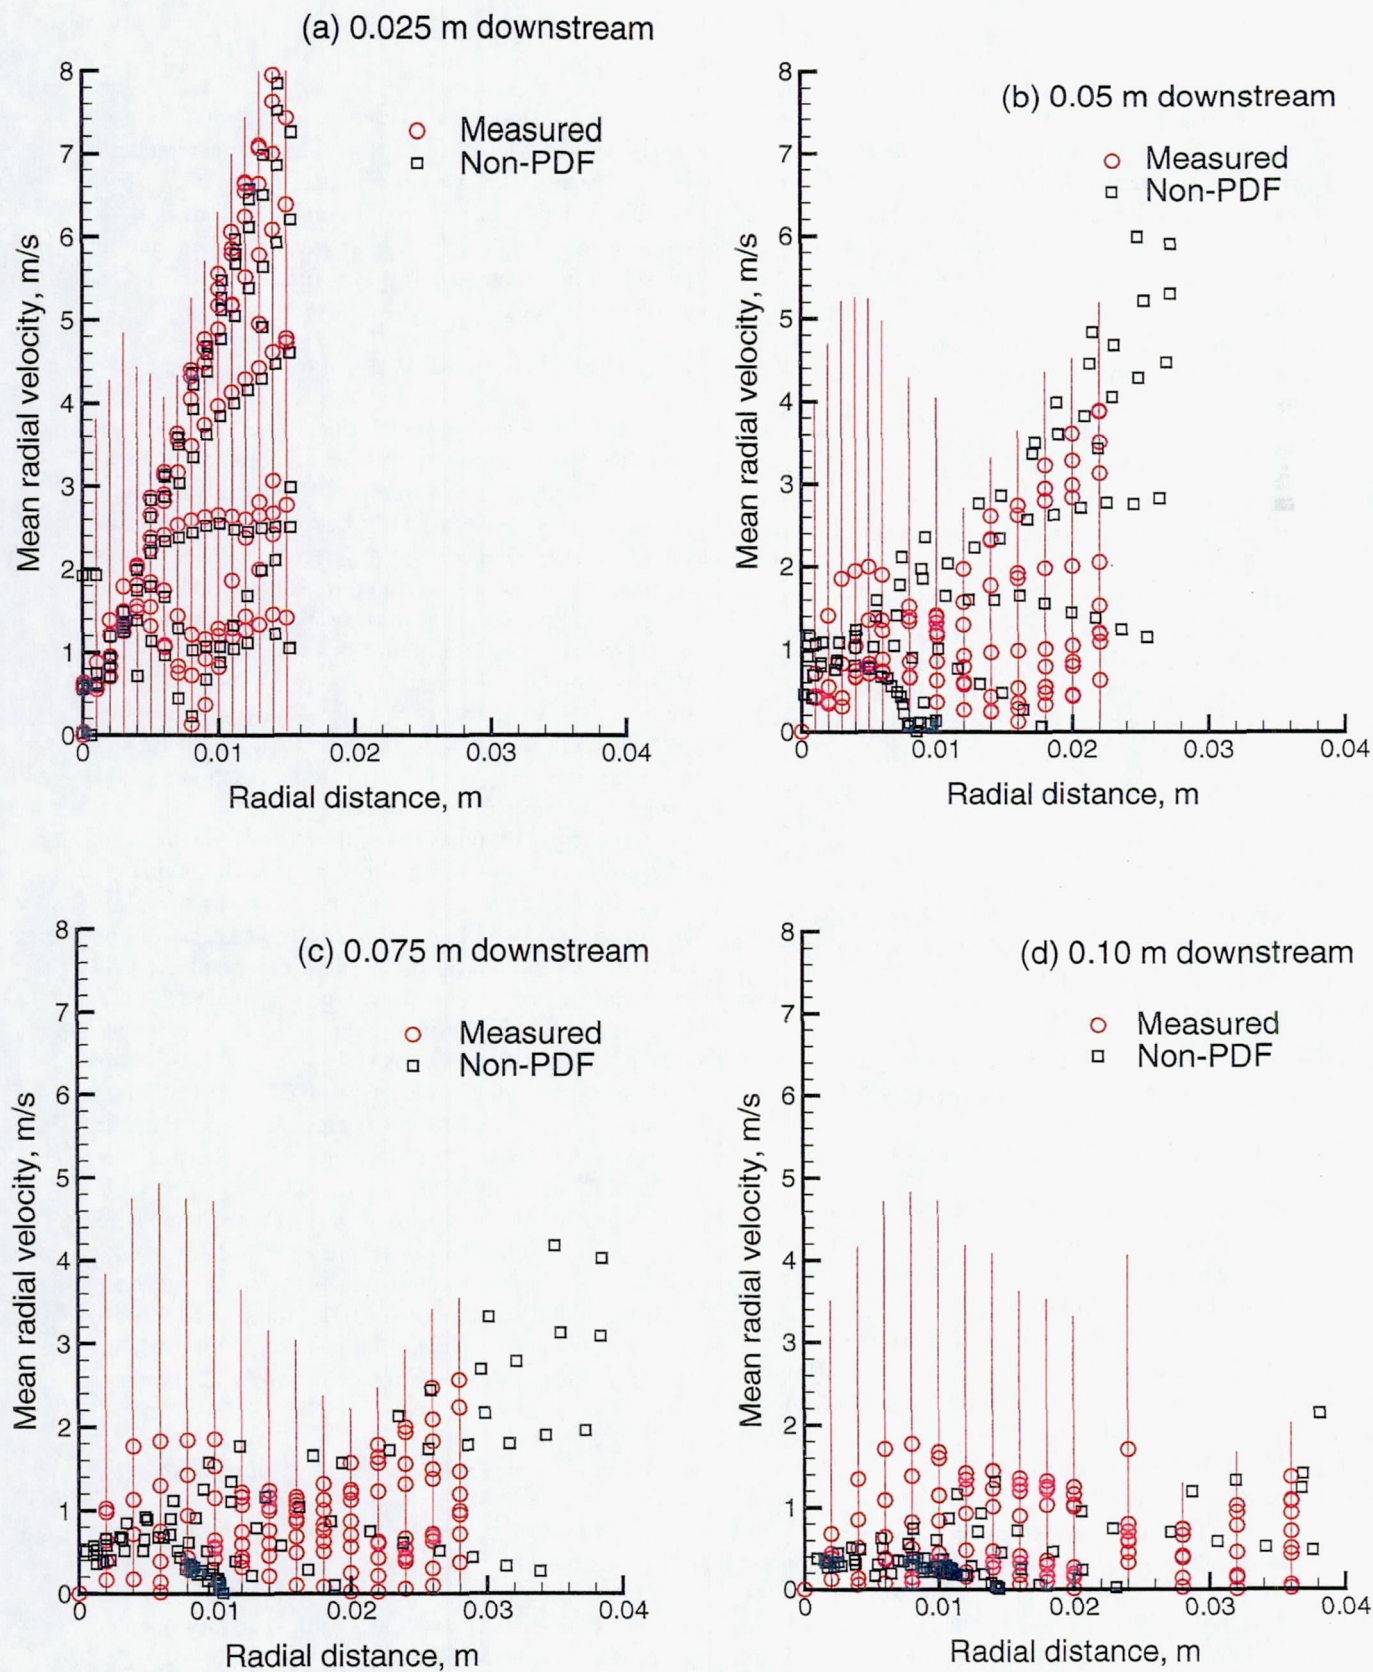 (a) 0.025 m downstream
8
7
6
5
4
3
2
1
0
Mean radial velocity, m/s
Measured
Non-PDF
0 0.01 0.02 0.03 0.04
Radial distance, m
(b) 0.05 m downstream
8
7
6
5
4
3
2
1
0
Mean radial velocity, m/s
Measured
Non-PDF
0 0.01 0.02 0.03 0.04
Radial distance, m
(c) 0.075 m downstream
8
7
6
5
4
3
2
1
0
Mean radial velocity, m/s
Measured
Non-PDF
0 0.01 0.02 0.03 0.04
Radial distance, m
(d) 0.10 m downstream
8
7
6
5
4
3
2
1
0
Mean radial velocity, m/s
Measured
Non-PDF
0 0.01 0.02 0.03 0.04
Radial distance, m